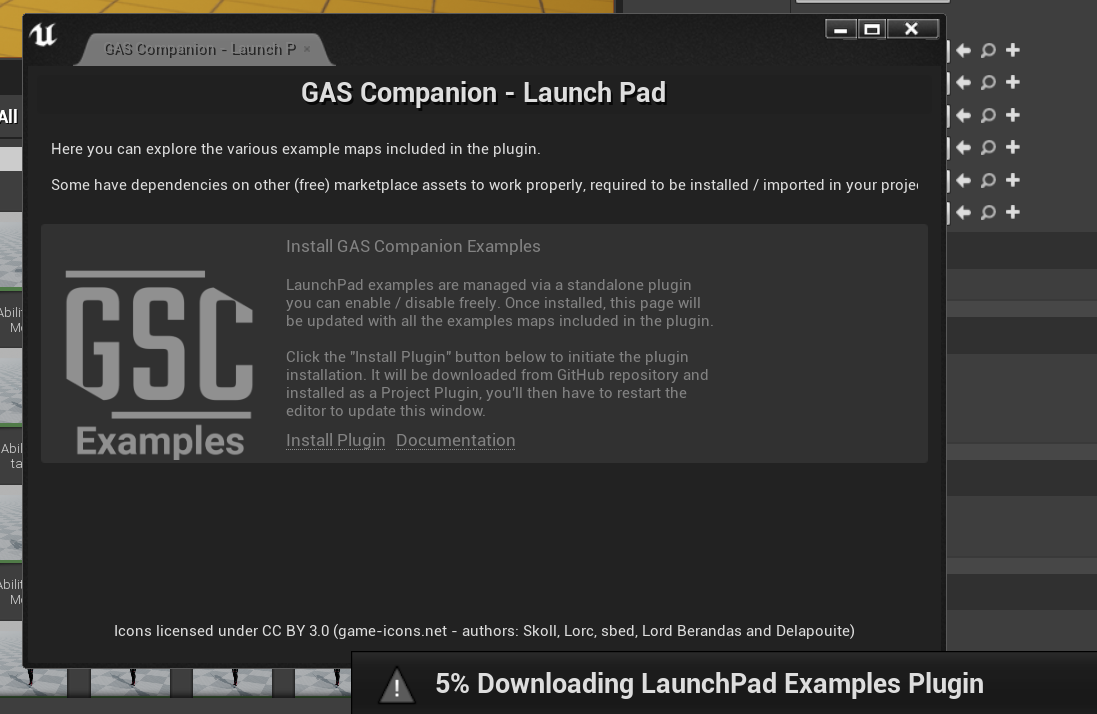 GAS Companion - Launch P
GAS Companion - Launch Pad
All
Here you can explore the various example maps included in the plugin.
Some have dependencies on other (free) marketplace assets to work properly, required to be installed / imported in your proje
Install GAS Companion Examples
LaunchPad examples are managed via a standalone plugin
you can enable / disable freely. Once installed, this page will
be updated with all the examples maps included in the plugin.
Click the "Install Plugin" button below to initiate the plugin
installation. It will be downloaded from GitHub repository and
installed as a Project Plugin, you'll then have to restart the
editor to update this window.
Install Plugin Documentation
GSC
Examples
Abili
Me
Abil
ta
Abili
Me
Icons licensed under CC BY 3.0 (game-icons.net - authors: Skoll, Lorc, sbed, Lord Berandas and Delapouite)
5% Downloading LaunchPad Examples Plugin